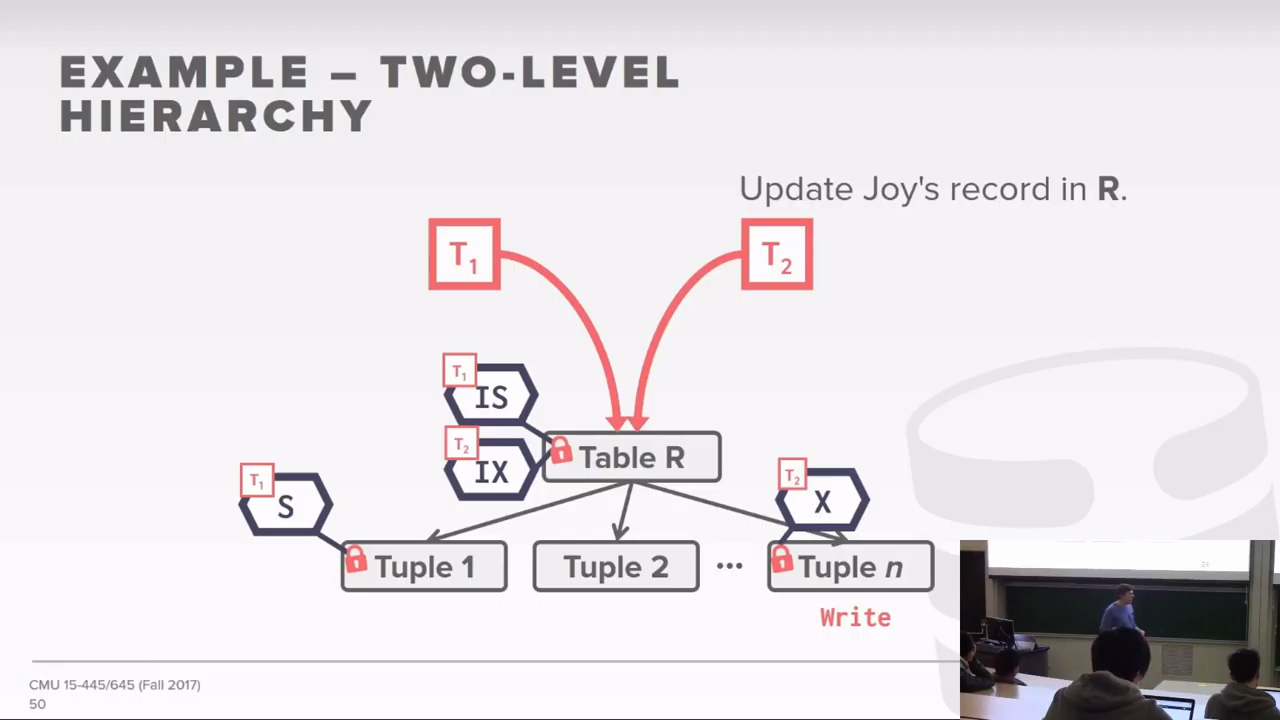 EXAMPLE – TWO-LEVEL
HIERARCHY
Update Joy's record in R.
T1
T2
T1
IS
T2
IX
Table R
T1
S
T2
X
Tuple 1
Tuple 2
...
Tuple n
Write
CMU 15-445/645 (Fall 2017)
50